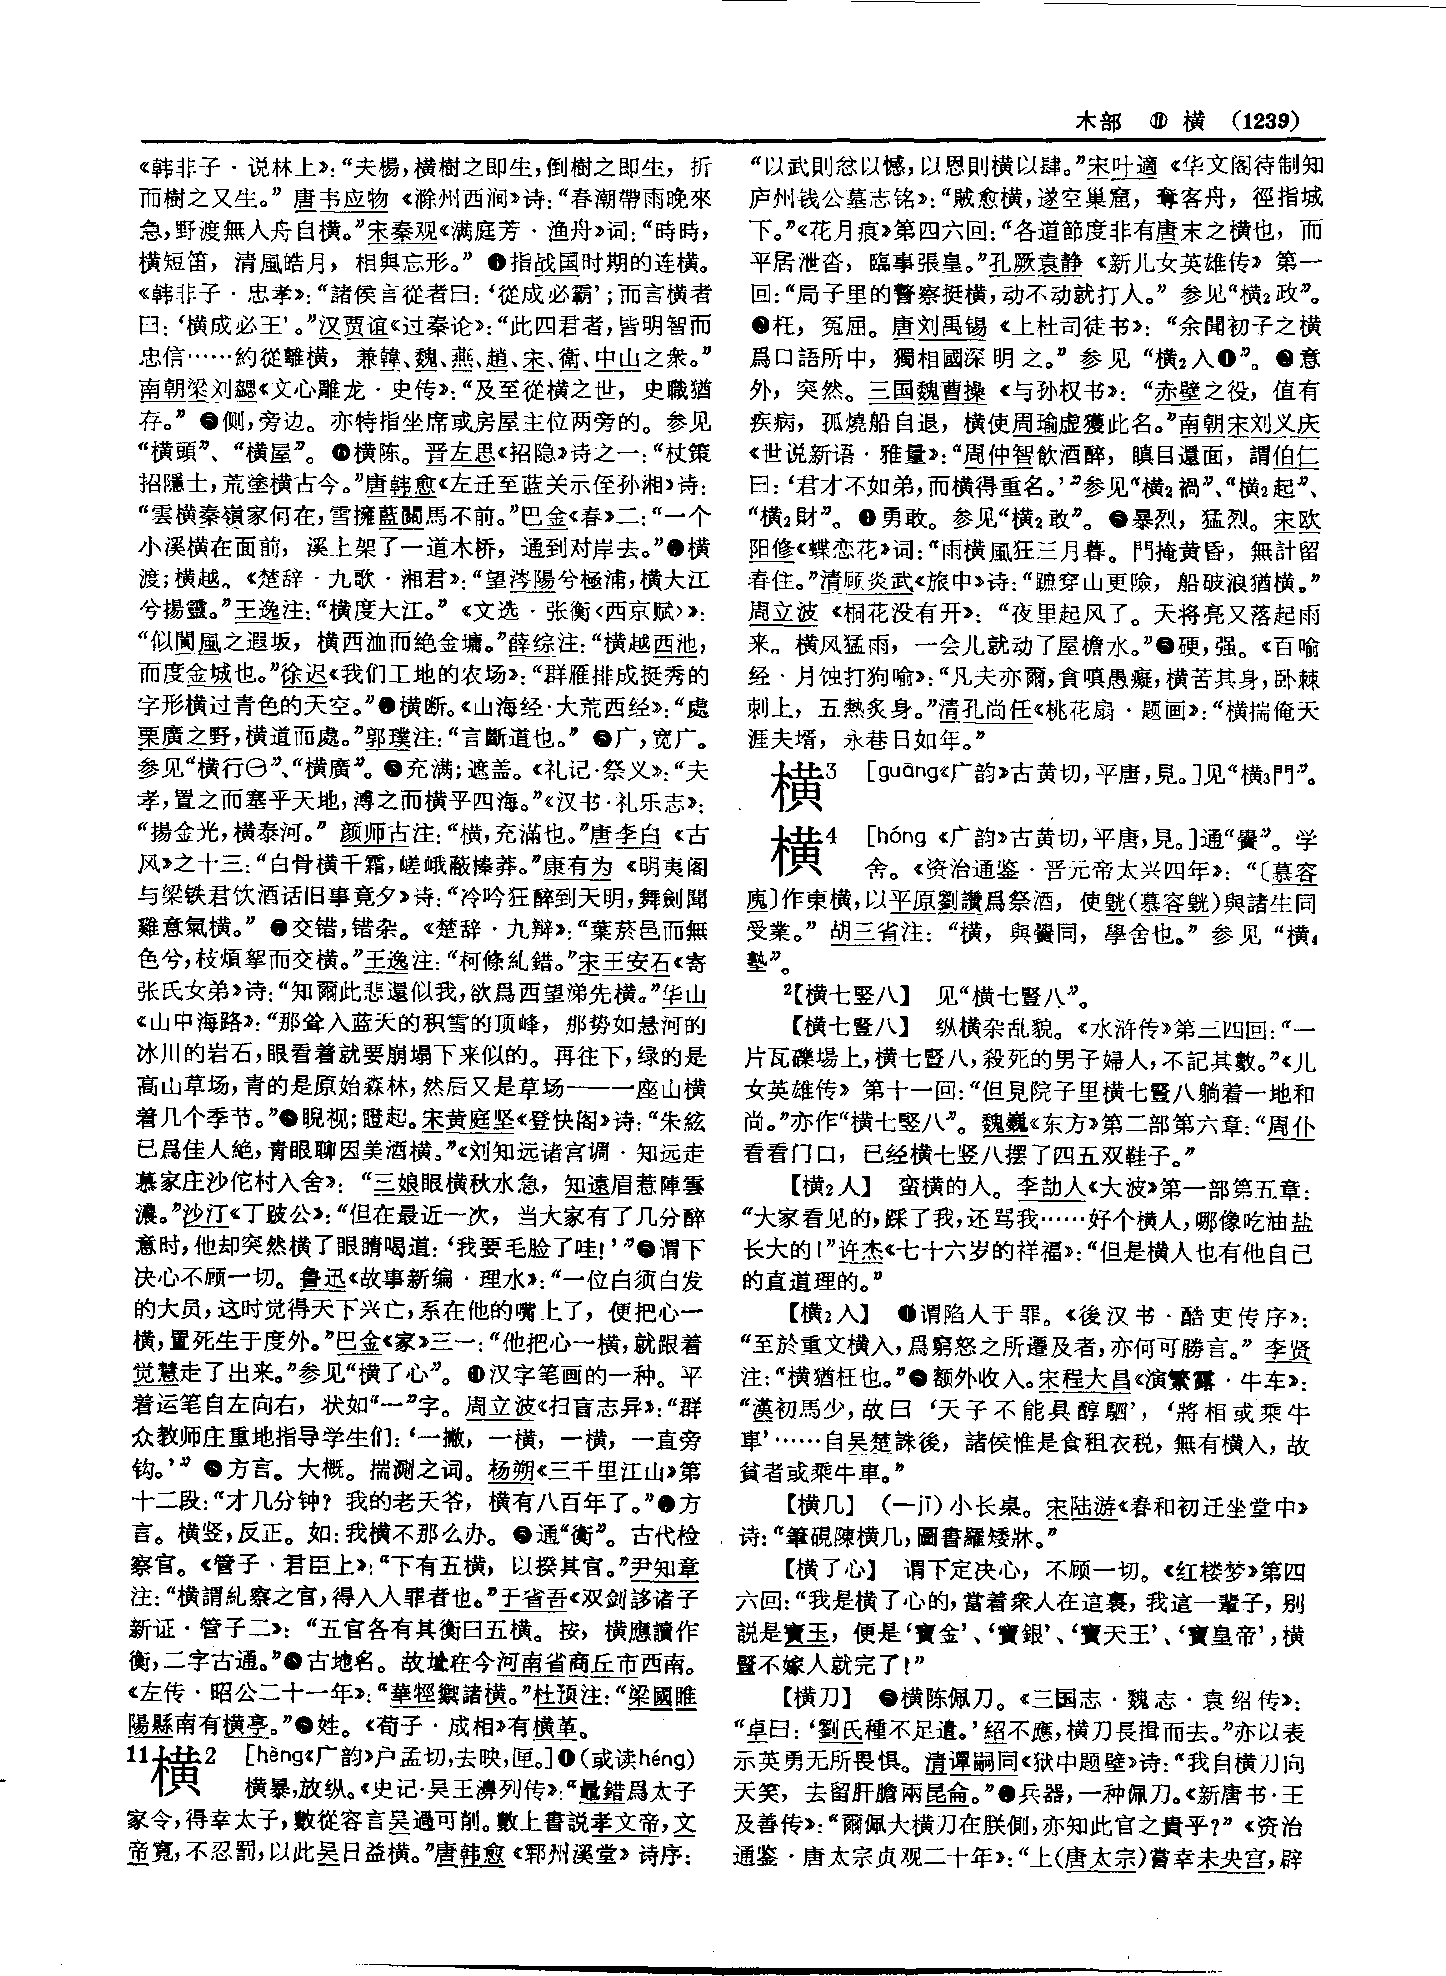 木部 ⑪ 横 (1239)
《韩非子·说林上》：“夫楊，横樹之即生，倒樹之即生，折
而樹之又生。” 唐韦应物《滁州西涧》诗：“春潮帶雨晚來
急，野渡無人舟自横。”宋秦观《满庭芳·渔舟》词：“時時，
横短笛，清風皓月，相與忘形。” 指战国时期的连横。
《韩非子·忠孝》：“諸侯言從者曰：‘從成必霸’；而言横者
曰：‘横成必王’。”汉贾谊《过秦论》：“此四君者，皆明智而
忠信……約從離横，兼韓、魏、燕、趙、宋、衛、中山之衆。”
南朝梁刘勰《文心雕龙·史传》：“及至從横之世，史職猶
存。” 侧，旁边。亦特指坐席或房屋主位两旁的。参见
“横頭”、“横屋”。横陈。晋左思《招隐》诗之一：“杖策
招隱士，荒塗横古今。”唐韩愈《左迁至蓝关示侄孙湘》诗：
“雲横秦嶺家何在，雪擁藍關馬不前。”巴金《春》二：“一个
小溪横在面前，溪上架了一道木桥，通到对岸去。”横
渡；横越。《楚辞·九歌·湘君》：“望涔陽兮極浦，横大江
兮揚靈。”王逸注：“横度大江。”《文选·张衡〈西京赋〉》：
“似閬風之遐坂，横西洫而絶金墉。”薛综注：“横越西池，
而度金城也。”徐迟《我们工地的农场》：“群雁排成挺秀的
字形横过青色的天空。”横断。《山海经·大荒西经》：“處
栗廣之野，横道而處。”郭璞注：“言斷道也。” 广，宽广。
参见“横行㊀”、“横廣”。充满；遮盖。《礼记·祭义》：“夫
孝，置之而塞乎天地，溥之而横乎四海。”《汉书·礼乐志》：
“揚金光，横泰河。” 颜师古注：“横，充滿也。”唐李白《古
风》之十三：“白骨横千霜，嵯峨蔽榛莽。”康有为《明夷阁
与梁铁君饮酒话旧事竟夕》诗：“冷吟狂醉到天明，舞劍聞
雞意氣横。” 交错，错杂。《楚辞·九辩》：“葉菸邑而無
色兮，枝煩挐而交横。”王逸注：“柯條糺錯。”宋王安石《寄
张氏女弟》诗：“知爾此悲還似我，欲爲西望涕先横。”华山
《山中海路》：“那耸入蓝天的积雪的顶峰，那势如悬河的
冰川的岩石，眼看着就要崩塌下来似的。再往下，绿的是
高山草场，青的是原始森林，然后又是草场——一座山横
着几个季节。”睨视；瞪起。宋黄庭坚《登快阁》诗：“朱絃
已爲佳人絶，青眼聊因美酒横。”《刘知远诸宫调·知远走
慕家庄沙佗村入舍》：“三娘眼横秋水急，知遠眉惹陣雲
濃。”沙汀《丁跛公》：“但在最近一次，当大家有了几分醉
意时，他却突然横了眼睛喝道：‘我要毛脸了哇！’”谓下
决心不顾一切。鲁迅《故事新编·理水》：“一位白须白发
的大员，这时觉得天下兴亡，系在他的嘴上了，便把心一
横，置死生于度外。”巴金《家》三一：“他把心一横，就跟着
觉慧走了出来。”参见“横了心”。汉字笔画的一种。平
着运笔自左向右，状如“一”字。周立波《扫盲志异》：“群
众教师庄重地指导学生们：‘一撇，一横，一横，一直旁
钩。’” 方言。大概。揣测之词。杨朔《三千里江山》第
十二段：“才几分钟？我的老天爷，横有八百年了。”方
言。横竖，反正。如：我横不那么办。通“衡”。古代检
察官。《管子·君臣上》：“下有五横，以揆其官。”尹知章
注：“横謂糺察之官，得入人罪者也。”于省吾《双剑誃诸子
新证·管子二》：“五官各有其衡曰五横。按，横應讀作
衡，二字古通。”古地名。故址在今河南省商丘市西南。
《左传·昭公二十一年》：“華牼禦諸横。”杜预注：“梁國睢
陽縣南有横亭。”姓。《荀子·成相》有横革。
11横2 [hèng《广韵》户孟切，去映，匣。]❶（或读héng）
横暴，放纵。《史记·吴王濞列传》：“鼂錯爲太子
家令，得幸太子，數從容言吴過可削。數上書説孝文帝，文
帝寬，不忍罰，以此吴日益横。”唐韩愈《郓州溪堂》诗序：
“以武則忿以憾，以恩則横以肆。”宋叶適《华文阁待制知
庐州钱公墓志铭》：“賊愈横，遂空巢窟，奪客舟，徑指城
下。”《花月痕》第四六回：“各道節度非有唐末之横也，而
平居泄沓，臨事張皇。”孔厥袁静《新儿女英雄传》第一
回：“局子里的警察挺横，动不动就打人。” 参见“横₂政”。
❷枉，冤屈。唐刘禹锡《上杜司徒书》：“余聞初子之横
爲口語所中，獨相國深明之。” 参见“横₂入❶”。❸意
外，突然。三国魏曹操《与孙权书》：“赤壁之役，值有
疾病，孤燒船自退，横使周瑜虚獲此名。”南朝宋刘义庆
《世说新语·雅量》：“周仲智飲酒醉，瞋目還面，謂伯仁
曰：‘君才不如弟，而横得重名。’”参见“横₂禍”、“横₂起”、
“横₂財”。❹勇敢。参见“横₂敢”。❺暴烈，猛烈。宋欧
阳修《蝶恋花》词：“雨横風狂三月暮。門掩黄昏，無計留
春住。”清顾炎武《旅中》诗：“蹠穿山更險，船破浪猶横。”
周立波《桐花没有开》：“夜里起风了。天将亮又落起雨
来。横风猛雨，一会儿就动了屋檐水。”❻硬，强。《百喻
经·月蚀打狗喻》：“凡夫亦爾，貪嗔愚癡，横苦其身，卧棘
刺上，五熱炙身。”清孔尚任《桃花扇·题画》：“横揣俺天
涯夫壻，永巷日如年。”
横3 [guāng《广韵》古黄切，平唐，見。]见“横₃門”。
横4 [hóng《广韵》古黄切，平唐，見。]通“黌”。学
舍。《资治通鉴·晋元帝太兴四年》：“〔慕容
廆〕作東横，以平原劉讚爲祭酒，使皝（慕容皝）與諸生同
受業。” 胡三省注：“横，與黌同，學舍也。” 参见“横₄
塾”。
2【横七竖八】 见“横七豎八”。
【横七豎八】 纵横杂乱貌。《水浒传》第三四回：“一
片瓦礫場上，横七豎八，殺死的男子婦人，不記其數。”《儿
女英雄传》第十一回：“但見院子里横七豎八躺着一地和
尚。”亦作“横七竪八”。魏巍《东方》第二部第六章：“周仆
看看门口，已经横七竖八摆了四五双鞋子。”
【横₂人】 蛮横的人。李劼人《大波》第一部第五章：
“大家看见的，踩了我，还骂我……好个横人，哪像吃油盐
长大的！”许杰《七十六岁的祥福》：“但是横人也有他自己
的直道理的。”
【横₂入】 ❶谓陷人于罪。《後汉书·酷吏传序》：
“至於重文横入，爲窮怒之所遷及者，亦何可勝言。” 李贤
注：“横猶枉也。”❷额外收入。宋程大昌《演繁露·牛车》：
“漢初馬少，故曰‘天子不能具醇駟’，‘將相或乘牛
車’……自吴楚誅後，諸侯惟是食租衣税，無有横入，故
貧者或乘牛車。”
【横几】（—jī）小长桌。宋陆游《春和初迁坐堂中》
诗：“筆硯陳横几，圖書羅矮牀。”
【横了心】 谓下定决心，不顾一切。《红楼梦》第四
六回：“我是横了心的，當着衆人在這裏，我這一輩子，别
説是寶玉，便是‘寶金’、‘寶銀’、‘寶天王’、‘寶皇帝’，横
豎不嫁人就完了！”
【横刀】 ❶横陈佩刀。《三国志·魏志·袁绍传》：
“卓曰：‘劉氏種不足遺。’紹不應，横刀長揖而去。”亦以表
示英勇无所畏惧。清谭嗣同《狱中题壁》诗：“我自横刀向
天笑，去留肝膽兩昆侖。”❷兵器，一种佩刀。《新唐书·王
及善传》：“爾佩大横刀在朕側，亦知此官之貴乎？”《资治
通鉴·唐太宗贞观二十年》：“上（唐太宗）嘗幸未央宫，辟